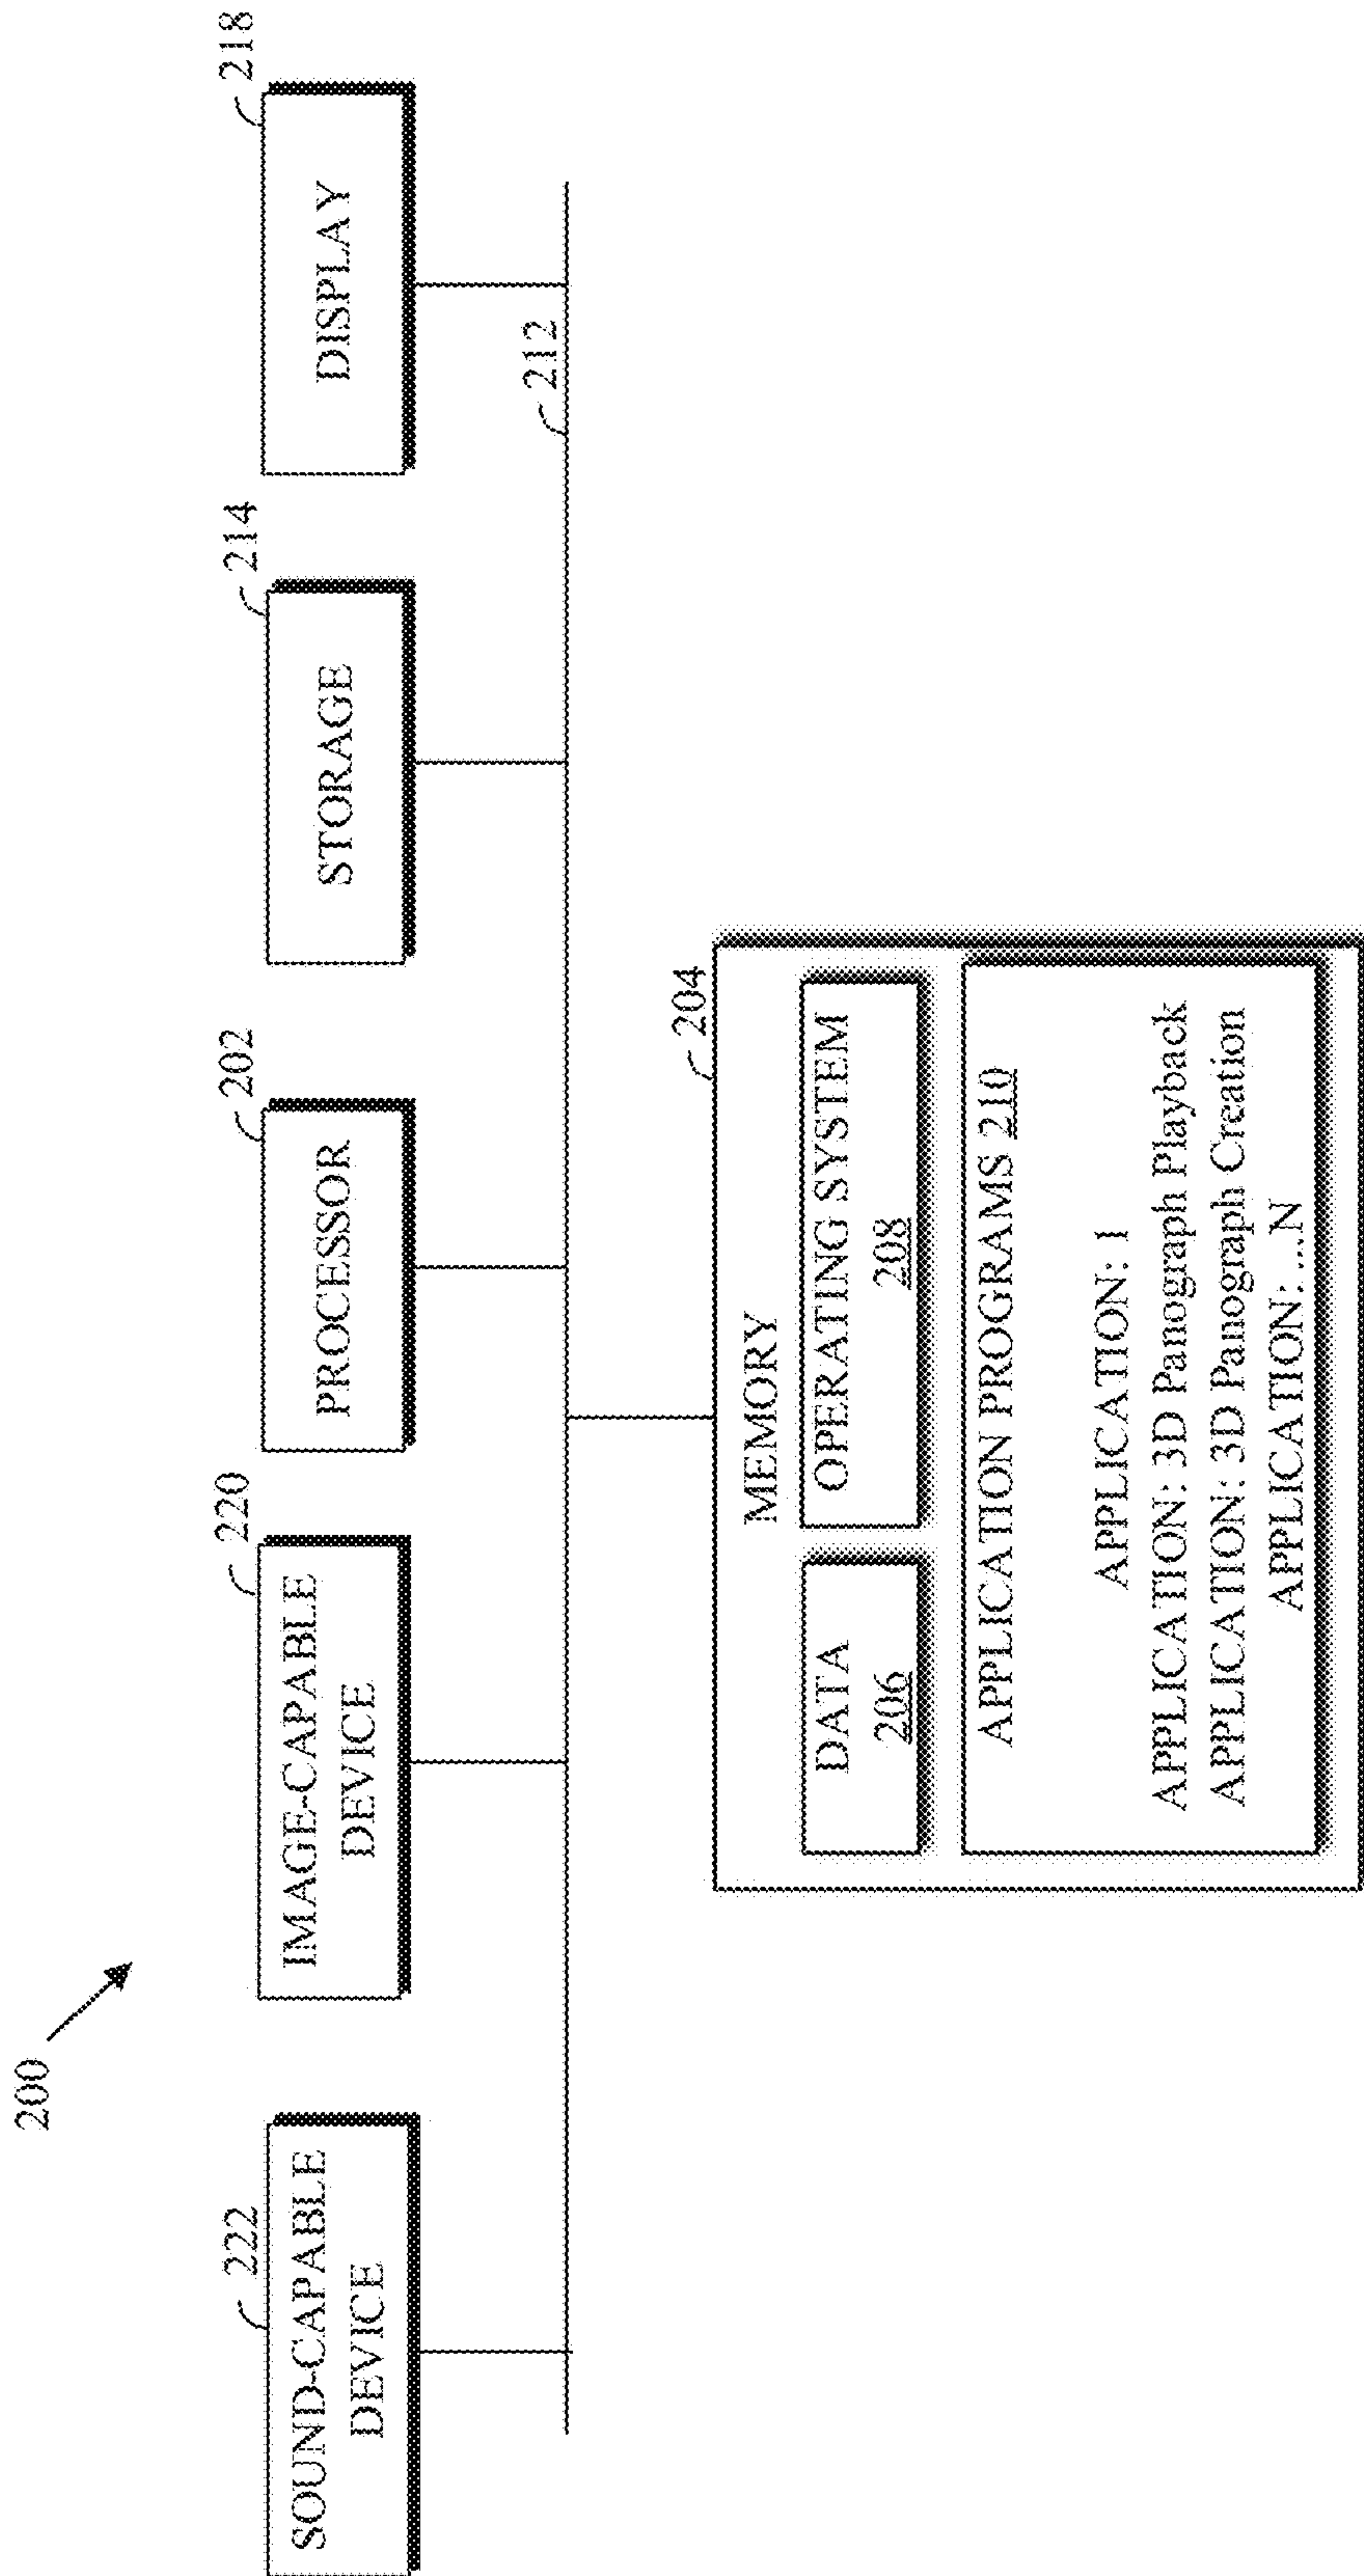 200
222
SOUND-CAPABLE
DEVICE
220
IMAGE-CAPABLE
DEVICE
202
PROCESSOR
214
STORAGE
218
DISPLAY
212
204
MEMORY
DATA
206
OPERATING SYSTEM
208
APPLICATION PROGRAMS 210
APPLICATION: 1
APPLICATION: 3D Panograph Playback
APPLICATION: 3D Panograph Creation
APPLICATION:...N